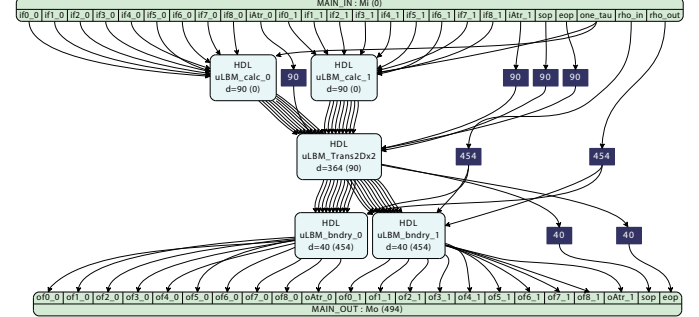 MAIN_IN : Mi (0)
if0_0 if1_0 if2_0 if3_0 if4_0 if5_0 if6_0 if7_0 if8_0 iAtr_0 if0_1 if1_1 if2_1 if3_1 if4_1 if5_1 if6_1 if7_1 if8_1 iAtr_1 sop eop one_tau rho_in rho_out
HDL
uLBM_calc_0
d=90 (0)
90
HDL
uLBM_calc_1
d=90 (0)
90 90 90
HDL
uLBM_Trans2Dx2
d=364 (90)
454 454
HDL
uLBM_bndry_0
d=40 (454)
HDL
uLBM_bndry_1
d=40 (454)
40 40
of0_0 of1_0 of2_0 of3_0 of4_0 of5_0 of6_0 of7_0 of8_0 oAtr_0 of0_1 of1_1 of2_1 of3_1 of4_1 of5_1 of6_1 of7_1 of8_1 oAtr_1 sop eop
MAIN_OUT : Mo (494)